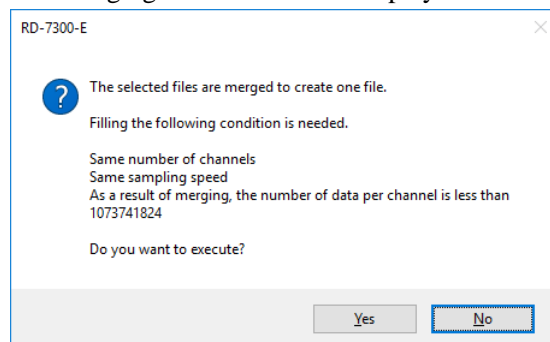 RD-7300-E
The selected files are merged to create one file.
Filling the following condition is needed.
Same number of channels
Same sampling speed
As a result of merging, the number of data per channel is less than
1073741824
Do you want to execute?
Yes
No